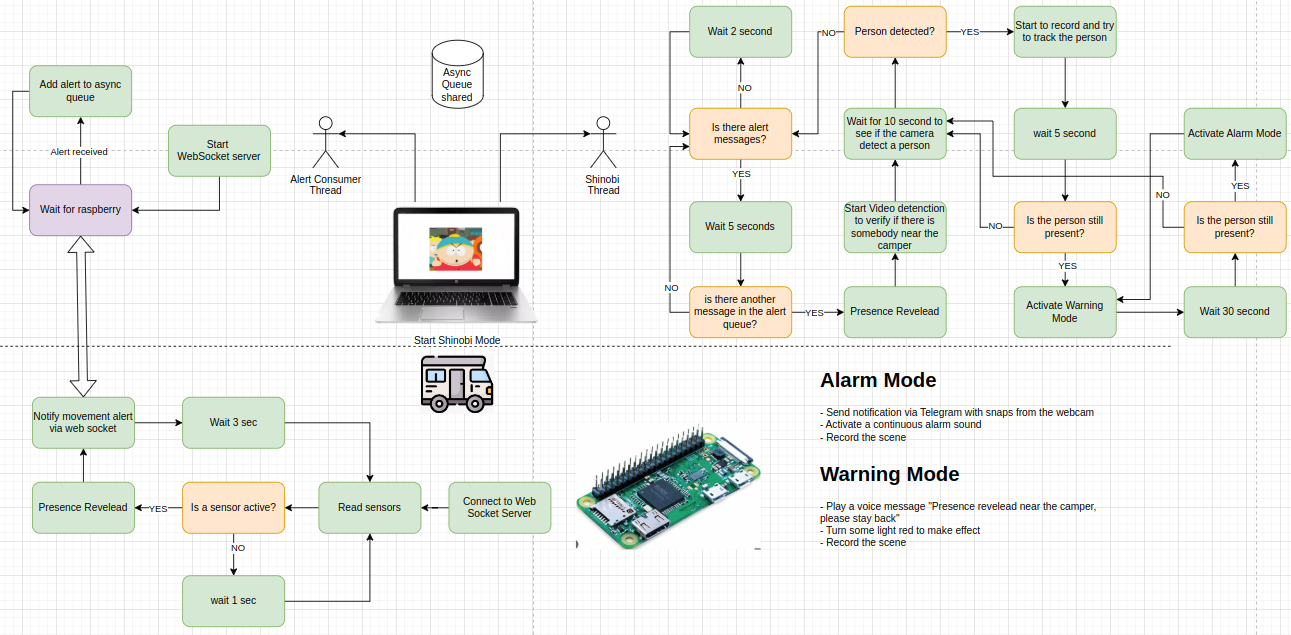 Add alert to async
queue
Alert received
Wait for raspberry
Start
WebSocket server
Async
Queue
shared
Alert Consumer
Thread
Shinobi
Thread
Start Shinobi Mode
Wait 2 second
NO
Is there alert
messages?
YES
Wait 5 seconds
NO
is there another
message in the alert
queue?
YES
Presence Revelead
Start Video detenction
to verify if there is
somebody near the
camper
Wait for 10 second to
see if the camera
detect a person
NO
Person detected?
YES
Start to record and try
to track the person
wait 5 second
NO
Is the person still
present?
YES
Activate Warning
Mode
Wait 30 second
Is the person still
present?
NO
YES
Activate Alarm Mode
Notify movement alert
via web socket
Wait 3 sec
Presence Revelead
YES
Is a sensor active?
Read sensors
Connect to Web
Socket Server
NO
wait 1 sec
Alarm Mode
- Send notification via Telegram with snaps from the webcam
- Activate a continuous alarm sound
- Record the scene
Warning Mode
- Play a voice message "Presence revelead near the camper,
please stay back"
- Turn some light red to make effect
- Record the scene